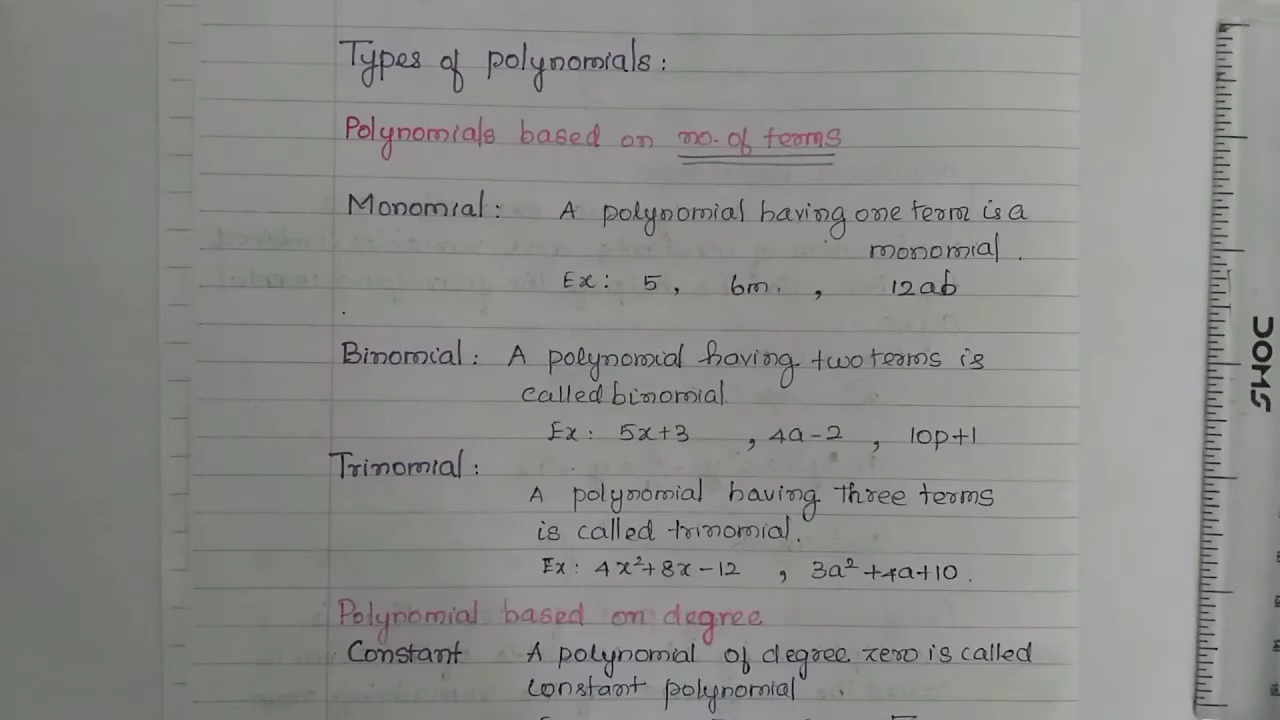 Types of polynomials:
Polynomials based on no. of terms
Monomial: A polynomial having one term is a
monomial.
Ex: 5, 6m. , 12ab
Binomial: A polynomial having two terms is
called binomial
Ex: 5x+3 , 4a-2 , 10p+1
Trinomial:
A polynomial having three terms
is called trinomial.
Ex: 4x²+8x-12 , 3a²+4a+10.
Polynomial based on degree
Constant A polynomial of degree zero is called
constant polynomial.
DOMS